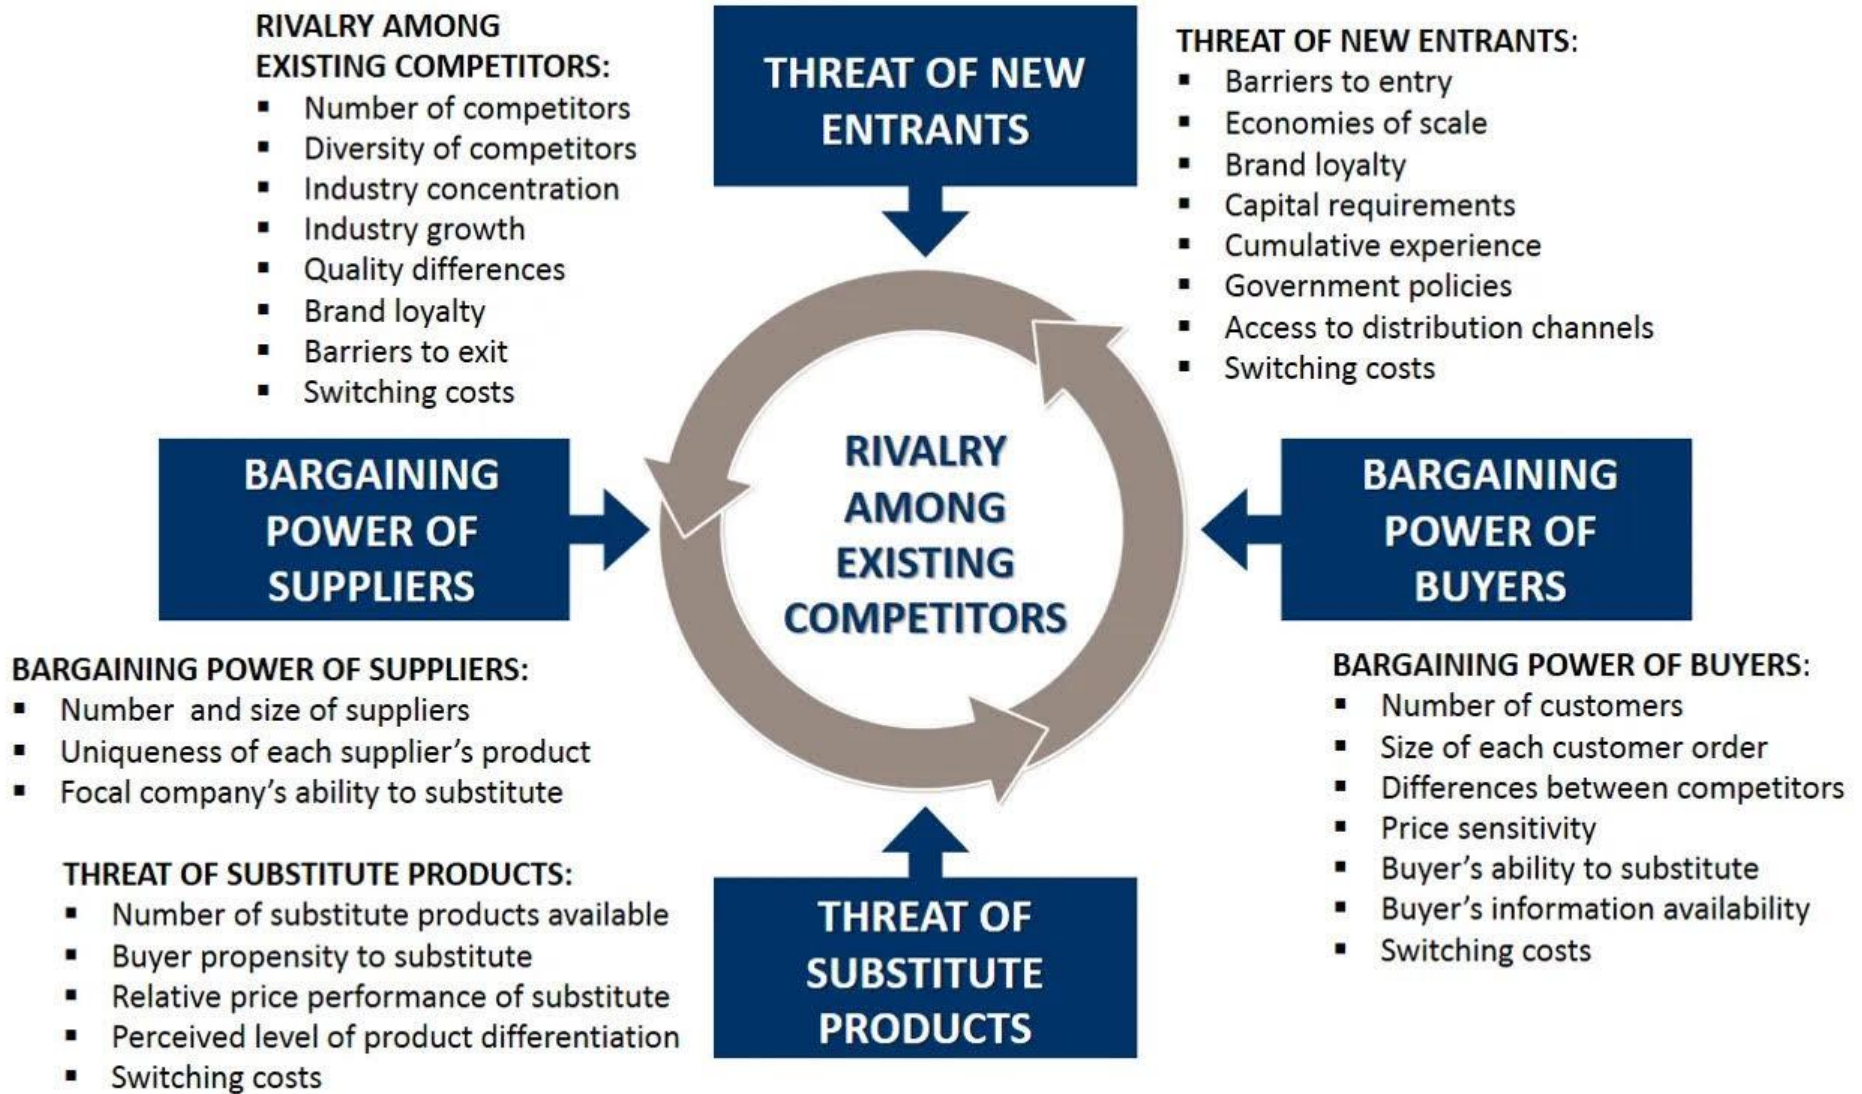 RIVALRY AMONG
EXISTING COMPETITORS:
▪ Number of competitors
▪ Diversity of competitors
▪ Industry concentration
▪ Industry growth
▪ Quality differences
▪ Brand loyalty
▪ Barriers to exit
▪ Switching costs
THREAT OF NEW
ENTRANTS
THREAT OF NEW ENTRANTS:
▪ Barriers to entry
▪ Economies of scale
▪ Brand loyalty
▪ Capital requirements
▪ Cumulative experience
▪ Government policies
▪ Access to distribution channels
▪ Switching costs
BARGAINING
POWER OF
SUPPLIERS
RIVALRY
AMONG
EXISTING
COMPETITORS
BARGAINING
POWER OF
BUYERS
BARGAINING POWER OF SUPPLIERS:
▪ Number and size of suppliers
▪ Uniqueness of each supplier’s product
▪ Focal company’s ability to substitute
BARGAINING POWER OF BUYERS:
▪ Number of customers
▪ Size of each customer order
▪ Differences between competitors
▪ Price sensitivity
▪ Buyer’s ability to substitute
▪ Buyer’s information availability
▪ Switching costs
THREAT OF SUBSTITUTE PRODUCTS:
▪ Number of substitute products available
▪ Buyer propensity to substitute
▪ Relative price performance of substitute
▪ Perceived level of product differentiation
▪ Switching costs
THREAT OF
SUBSTITUTE
PRODUCTS